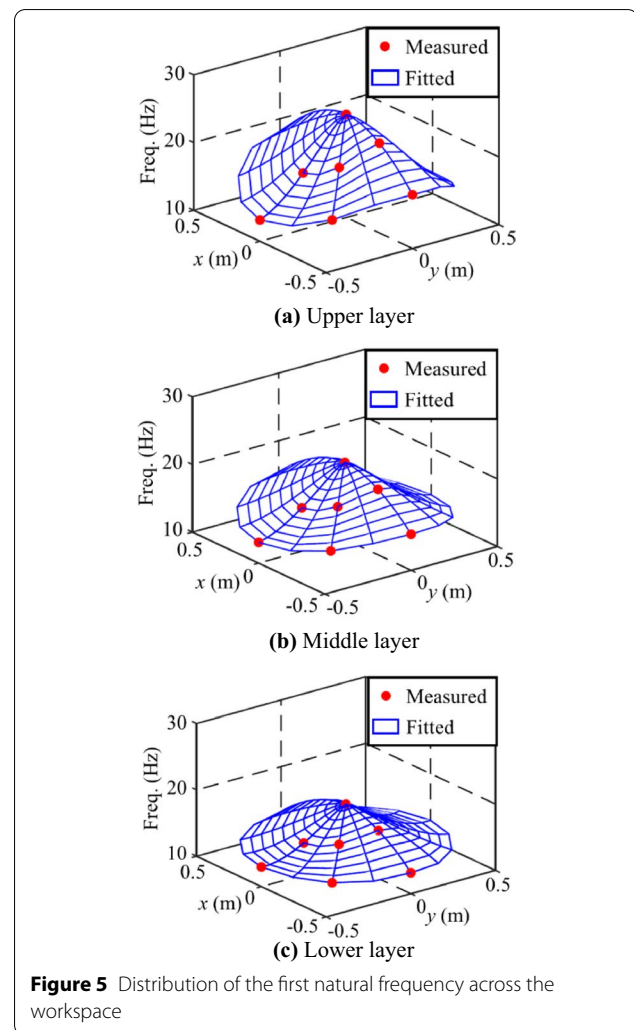 Measured
Fitted
30
20
10
Freq. (Hz)
0.5
x (m) 0
-0.5
-0.5
0 y (m)
0.5
(a) Upper layer
Measured
Fitted
30
20
10
Freq. (Hz)
0.5
x (m) 0
-0.5
-0.5
0 y (m)
0.5
(b) Middle layer
Measured
Fitted
30
20
10
Freq. (Hz)
0.5
x (m) 0
-0.5
-0.5
0 y (m)
0.5
(c) Lower layer
Figure 5 Distribution of the first natural frequency across the
workspace